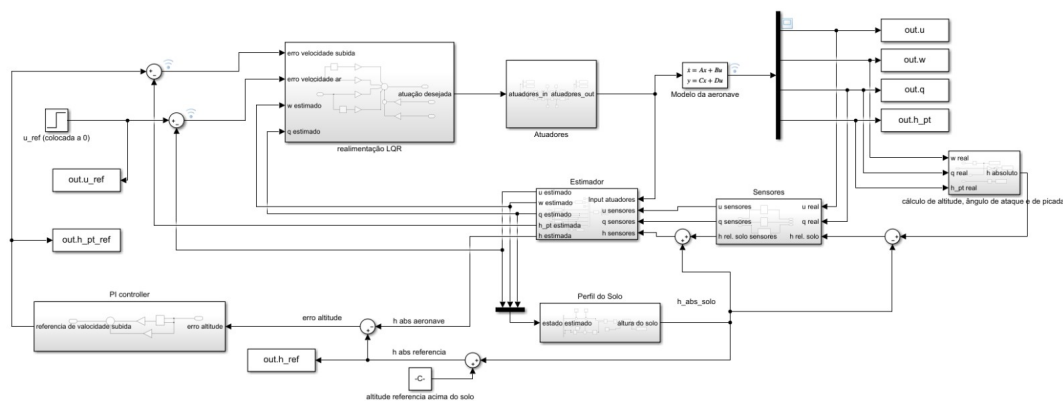 erro velocidade subida
erro velocidade ar
w estimado
q estimado
atuação desejada
realimentação LQR
u_ref (colocada a 0)
out.u_ref
atuadores_in
atuadores_out
Atuadores
ẋ = Ax + Bu
y = Cx + Du
Modelo da aeronave
out.u
out.w
out.q
out.h_pt
w real
q real
h_pt real
h absoluto
cálculo de altitude, ângulo de ataque e de picada
Estimador
u estimado
w estimado
q estimado
h_pt estimada
h estimada
Input atuadores
u sensores
q sensores
h sensores
Sensores
u sensores
q sensores
h rel. solo sensores
u real
q real
h rel. solo
out.h_pt_ref
PI controller
referencia de velocidade subida
erro altitude
erro altitude
h abs aeronave
Perfil do Solo
estado estimado
altura do solo
h_abs_solo
out.h_ref
h abs referencia
-C-
altitude referencia acima do solo